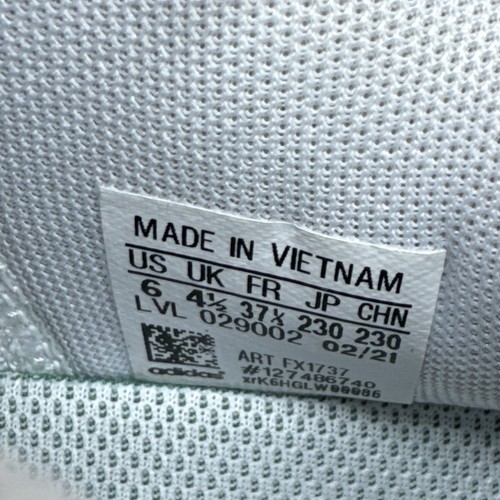 MADE IN VIETNAM
US UK FR JP CHN
6 4½ 37⅓ 230 230
LVL 029002 02/21
ART FX1737
#127486740
xrK6HGLW00086
adidas